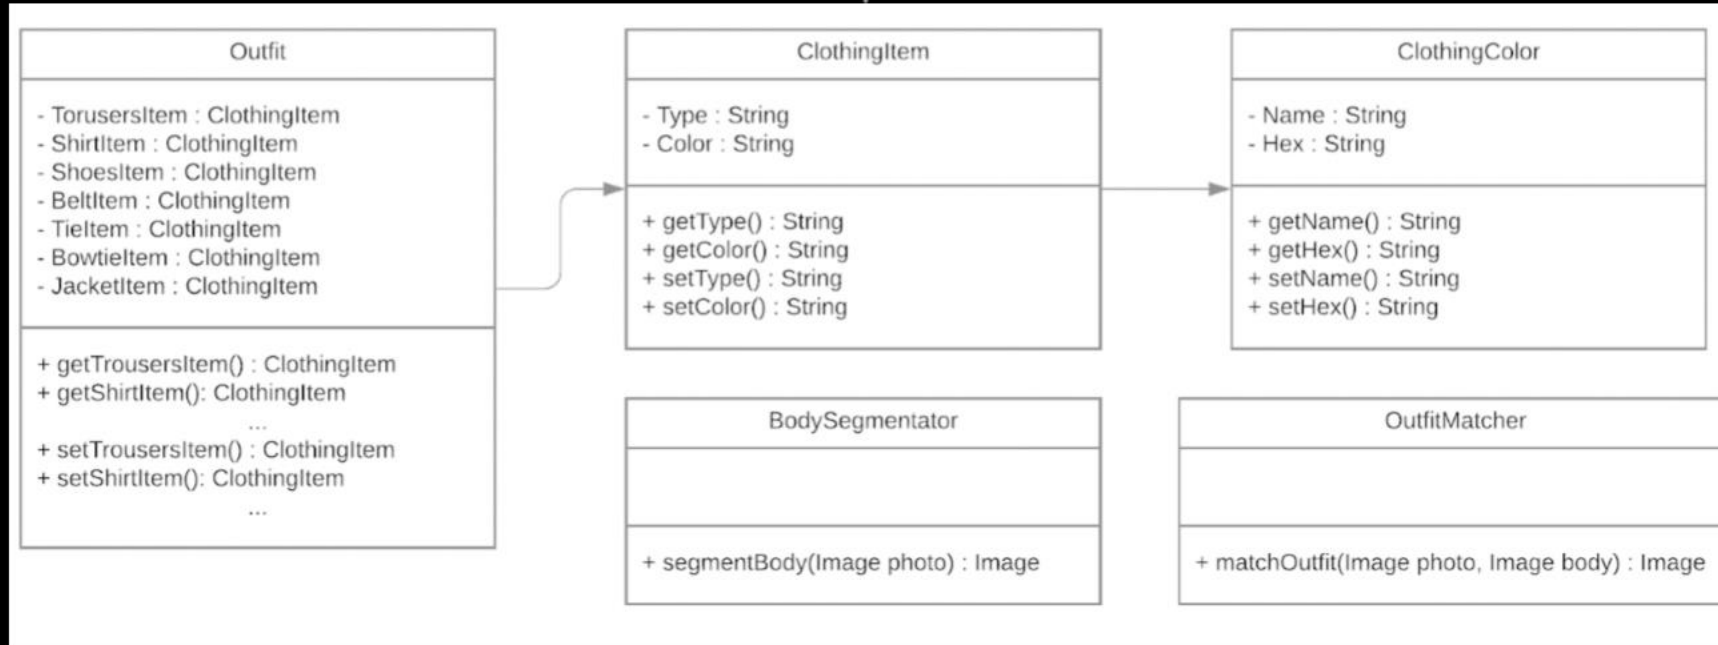 Outfit
- TorusersItem : ClothingItem
- ShirtItem : ClothingItem
- ShoesItem : ClothingItem
- BeltItem : ClothingItem
- TieItem : ClothingItem
- BowtieItem : ClothingItem
- JacketItem : ClothingItem
+ getTrousersItem() : ClothingItem
+ getShirtItem(): ClothingItem
...
+ setTrousersItem() : ClothingItem
+ setShirtItem(): ClothingItem
...
ClothingItem
- Type : String
- Color : String
+ getType() : String
+ getColor() : String
+ setType() : String
+ setColor() : String
ClothingColor
- Name : String
- Hex : String
+ getName() : String
+ getHex() : String
+ setName() : String
+ setHex() : String
BodySegmentator
+ segmentBody(Image photo) : Image
OutfitMatcher
+ matchOutfit(Image photo, Image body) : Image